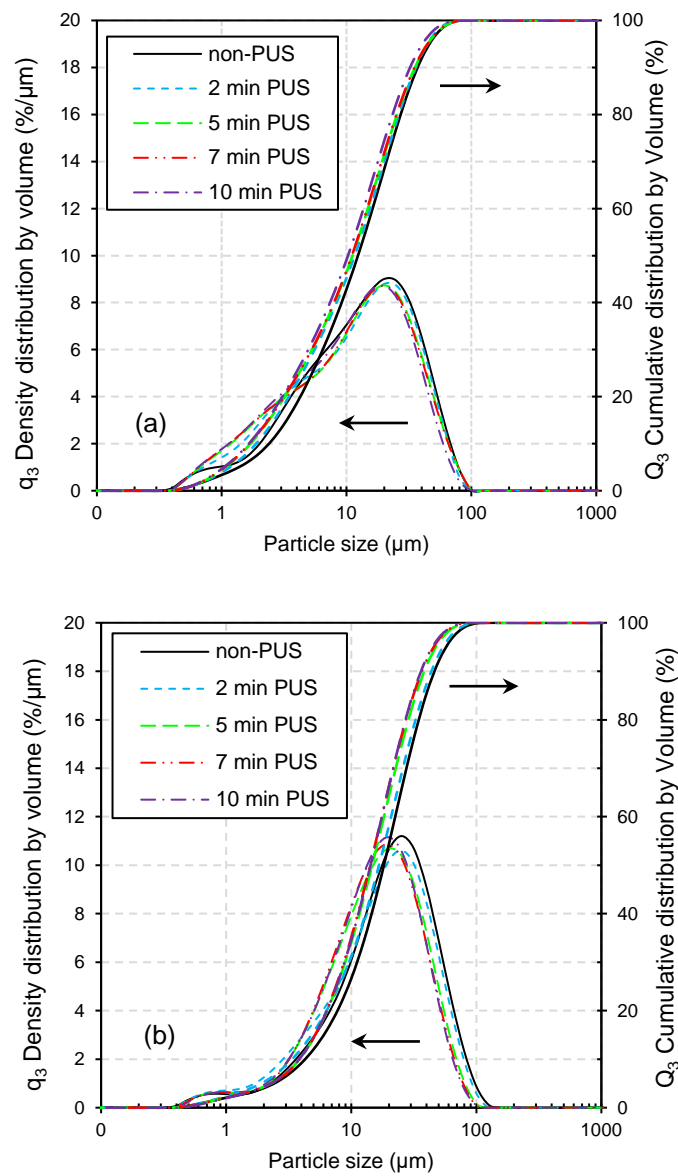 q3 Density distribution by volume (%/µm)
20
18
16
14
12
10
8
6
4
2
0
non-PUS
2 min PUS
5 min PUS
7 min PUS
10 min PUS
(a)
100
80
60
40
20
0
Q3 Cumulative distribution by Volume (%)
0 1 10 100 1000
Particle size (µm)
q3 Density distribution by volume (%/µm)
20
18
16
14
12
10
8
6
4
2
0
non-PUS
2 min PUS
5 min PUS
7 min PUS
10 min PUS
(b)
100
80
60
40
20
0
Q3 Cumulative distribution by Volume (%)
0 1 10 100 1000
Particle size (µm)